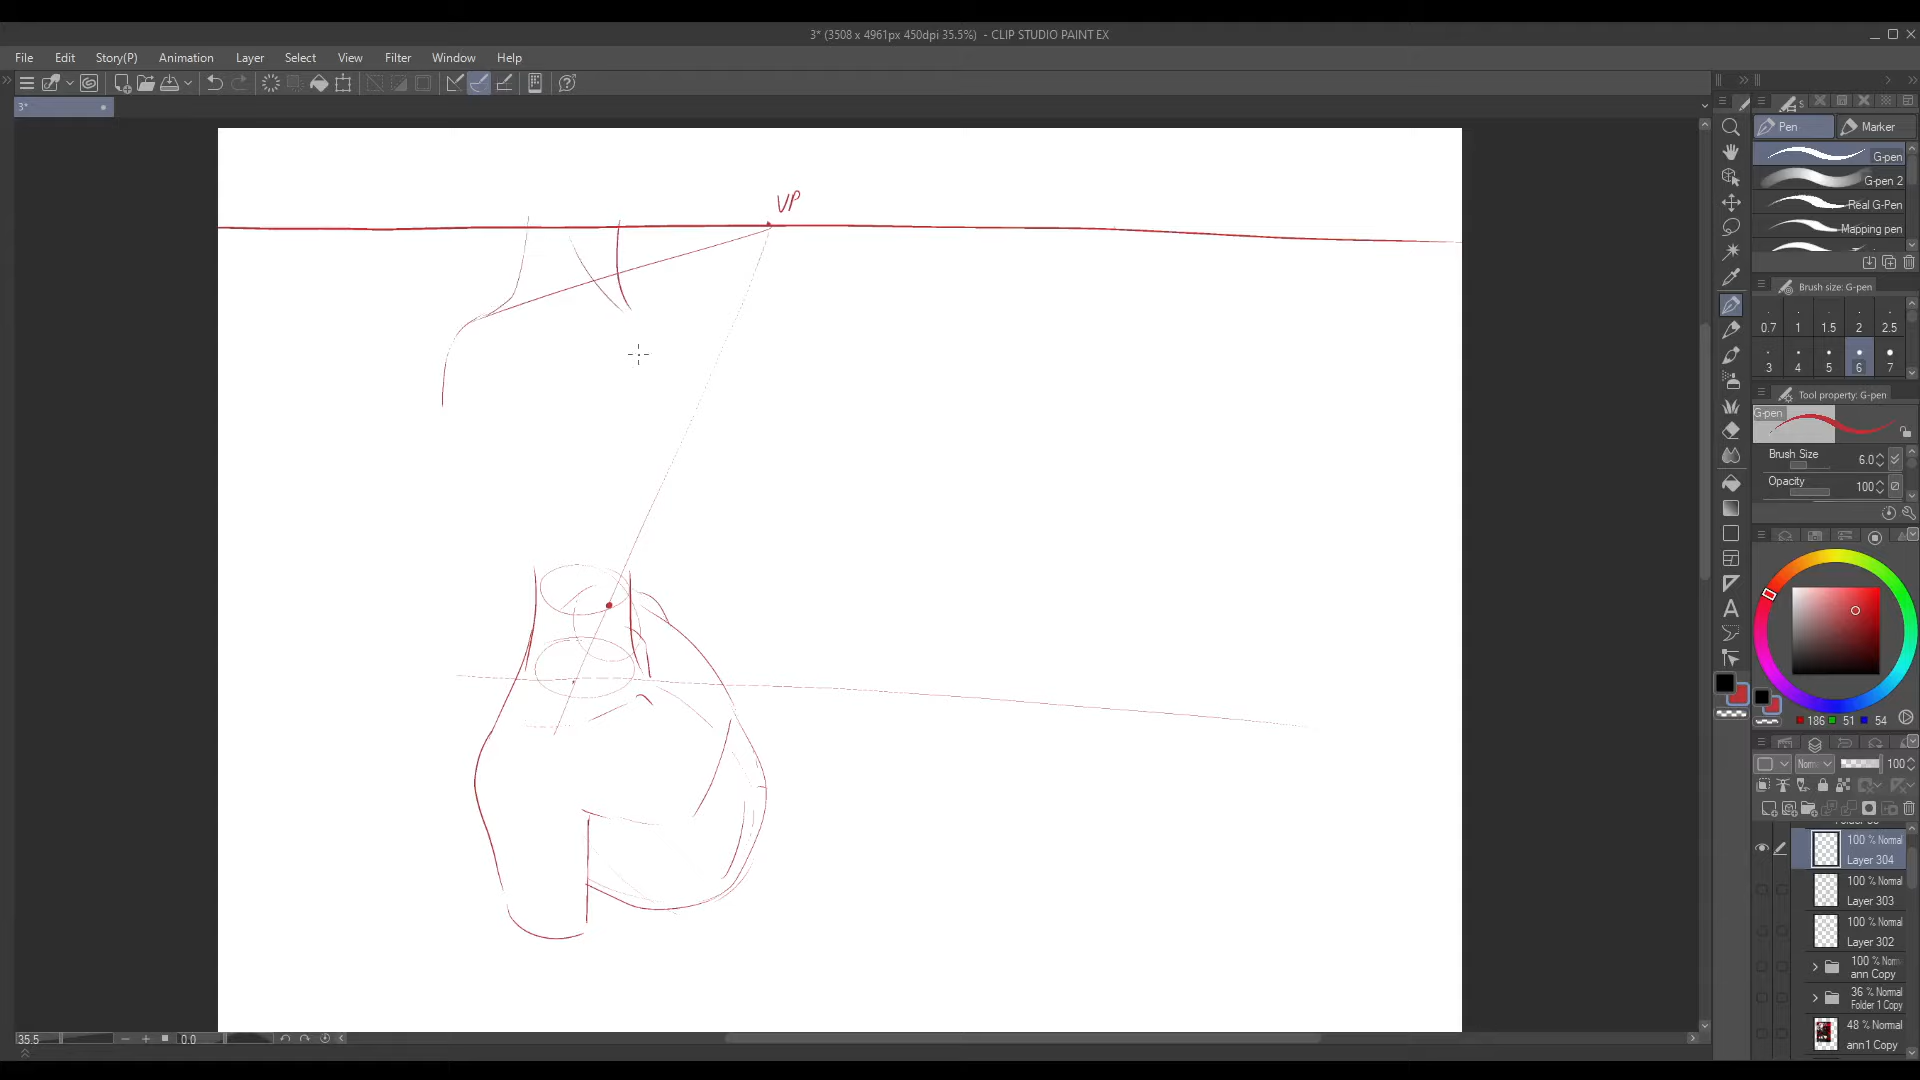 3* (3508 x 4961px 450dpi 35.5%) - CLIP STUDIO PAINT EX
File Edit Story(P) Animation Layer Select View Filter Window Help
3*
VP
Pen Marker
G-pen
G-pen 2
Real G-Pen
Mapping pen
Brush size: G-pen
0.7 1 1.5 2 2.5
3 4 5 6 7
Tool property: G-pen
G-pen
Brush Size 6.0
Opacity 100
186 51 54
Norm 100
100 % Normal
Layer 304
100 % Normal
Layer 303
100 % Normal
Layer 302
100 % Norm
ann Copy
36 % Normal
Folder 1 Copy
48 % Normal
ann1 Copy
35.5 0.0